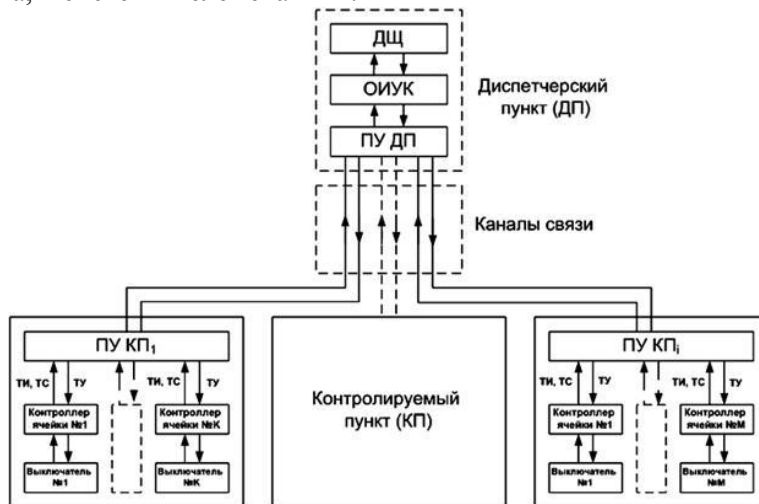 ДЩ
ОИУК
ПУ ДП
Диспетчерский
пункт (ДП)
Каналы связи
ПУ КП₁
ТИ, ТС
ТУ
ТИ, ТС
ТУ
Контроллер
ячейки №1
Контроллер
ячейки №K
Выключатель
№1
Выключатель
№K
Контролируемый
пункт (КП)
ПУ КПᵢ
ТИ, ТС
ТУ
ТИ, ТС
ТУ
Контроллер
ячейки №1
Контроллер
ячейки №M
Выключатель
№1
Выключатель
№M